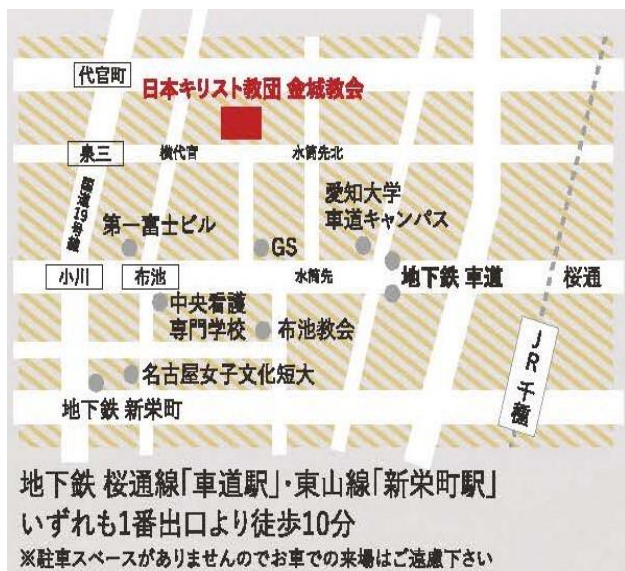 代官町
日本キリスト教団 金城教会
泉三
横代官
水筒先北
国道19号線
第一富士ビル
GS
愛知大学
車道キャンパス
小川
布池
水筒先
地下鉄 車道
桜通
中央看護
専門学校
布池教会
JR 千種
名古屋女子文化短大
地下鉄 新栄町
地下鉄 桜通線「車道駅」・東山線「新栄町駅」
いずれも1番出口より徒歩10分
※駐車スペースがありませんのでお車での来場はご遠慮下さい